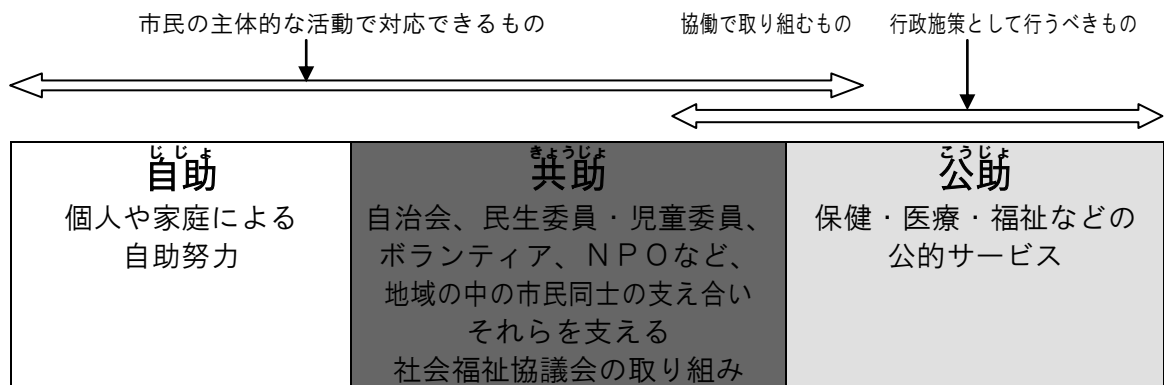 市民の主体的な活動で対応できるもの
協働で取り組むもの
行政施策として行うべきもの
じじょ
自助
個人や家庭による
自助努力
きょうじょ
共助
自治会、民生委員・児童委員、
ボランティア、ＮＰＯなど、
地域の中の市民同士の支え合い
それらを支える
社会福祉協議会の取り組み
こうじょ
公助
保健・医療・福祉などの
公的サービス